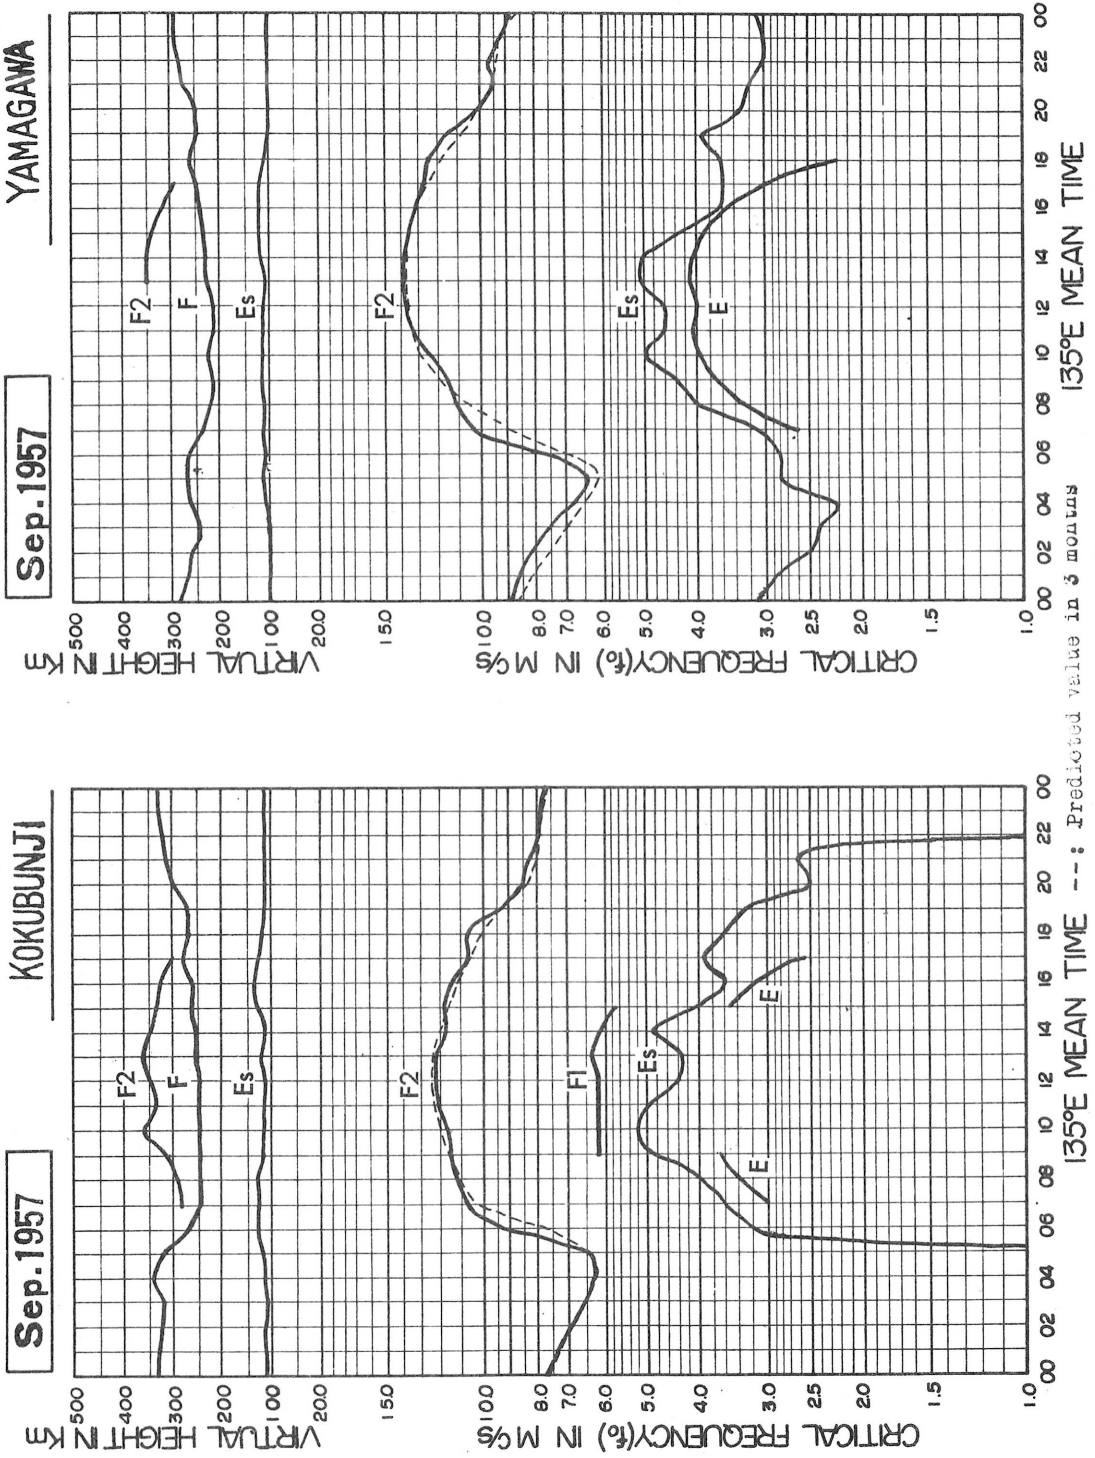 Sep.1957
KOKUBUNJI
VIRTUAL HEIGHT IN Km
500
400
300
200
100
F2
F
Es
CRITICAL FREQUENCY(f₀) IN Mc/s
20.0
15.0
10.0
8.0
7.0
6.0
5.0
4.0
3.0
2.5
2.0
1.5
1.0
F2
F1
Es
E
E
00 02 04 06 08 10 12 14 16 18 20 22 00
135°E MEAN TIME
Sep.1957
YAMAGAWA
VIRTUAL HEIGHT IN Km
500
400
300
200
100
F2
F
Es
CRITICAL FREQUENCY(f₀) IN Mc/s
20.0
15.0
10.0
8.0
7.0
6.0
5.0
4.0
3.0
2.5
2.0
1.5
1.0
F2
Es
E
00 02 04 06 08 10 12 14 16 18 20 22 00
135°E MEAN TIME
--: Predicted value in 3 months